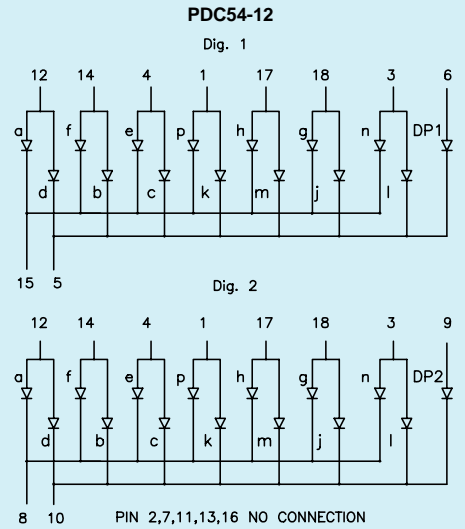 PDC54-12
Dig. 1
12 14 4 1 17 18 3 6
a f e p h g n DP1
d b c k m j l
15 5
Dig. 2
12 14 4 1 17 18 3 9
a f e p h g n DP2
d b c k m j l
8 10 PIN 2,7,11,13,16 NO CONNECTION